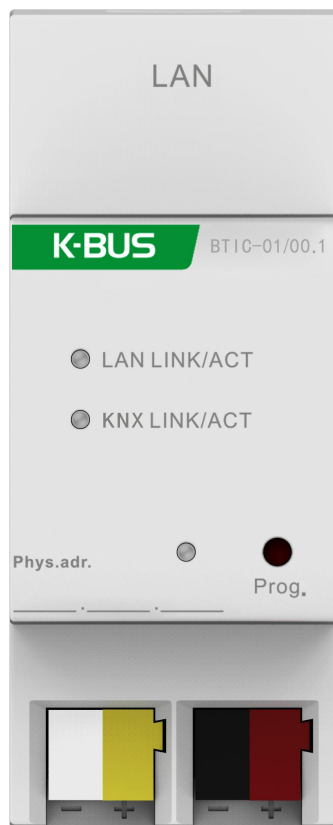 LAN
K-BUS BTIC-01/00.1
LAN LINK/ACT
KNX LINK/ACT
Phys.adr.
Prog.
- + - +